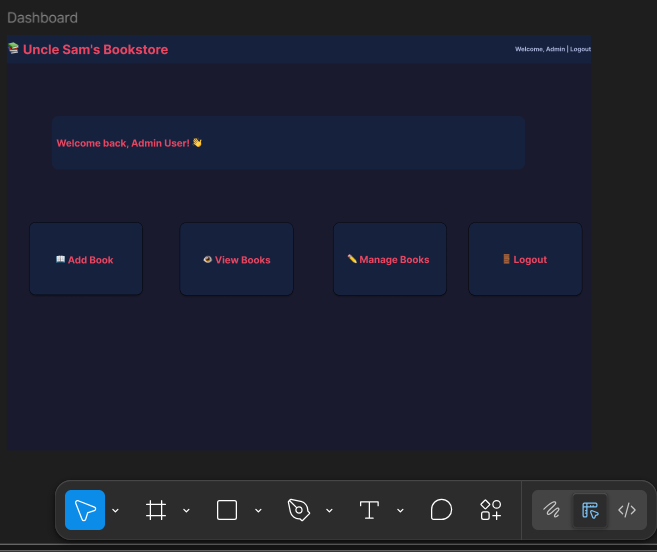 Dashboard
📚 Uncle Sam's Bookstore
Welcome, Admin | Logout
Welcome back, Admin User! 👋
📖 Add Book
👁 View Books
✏️ Manage Books
🚪 Logout